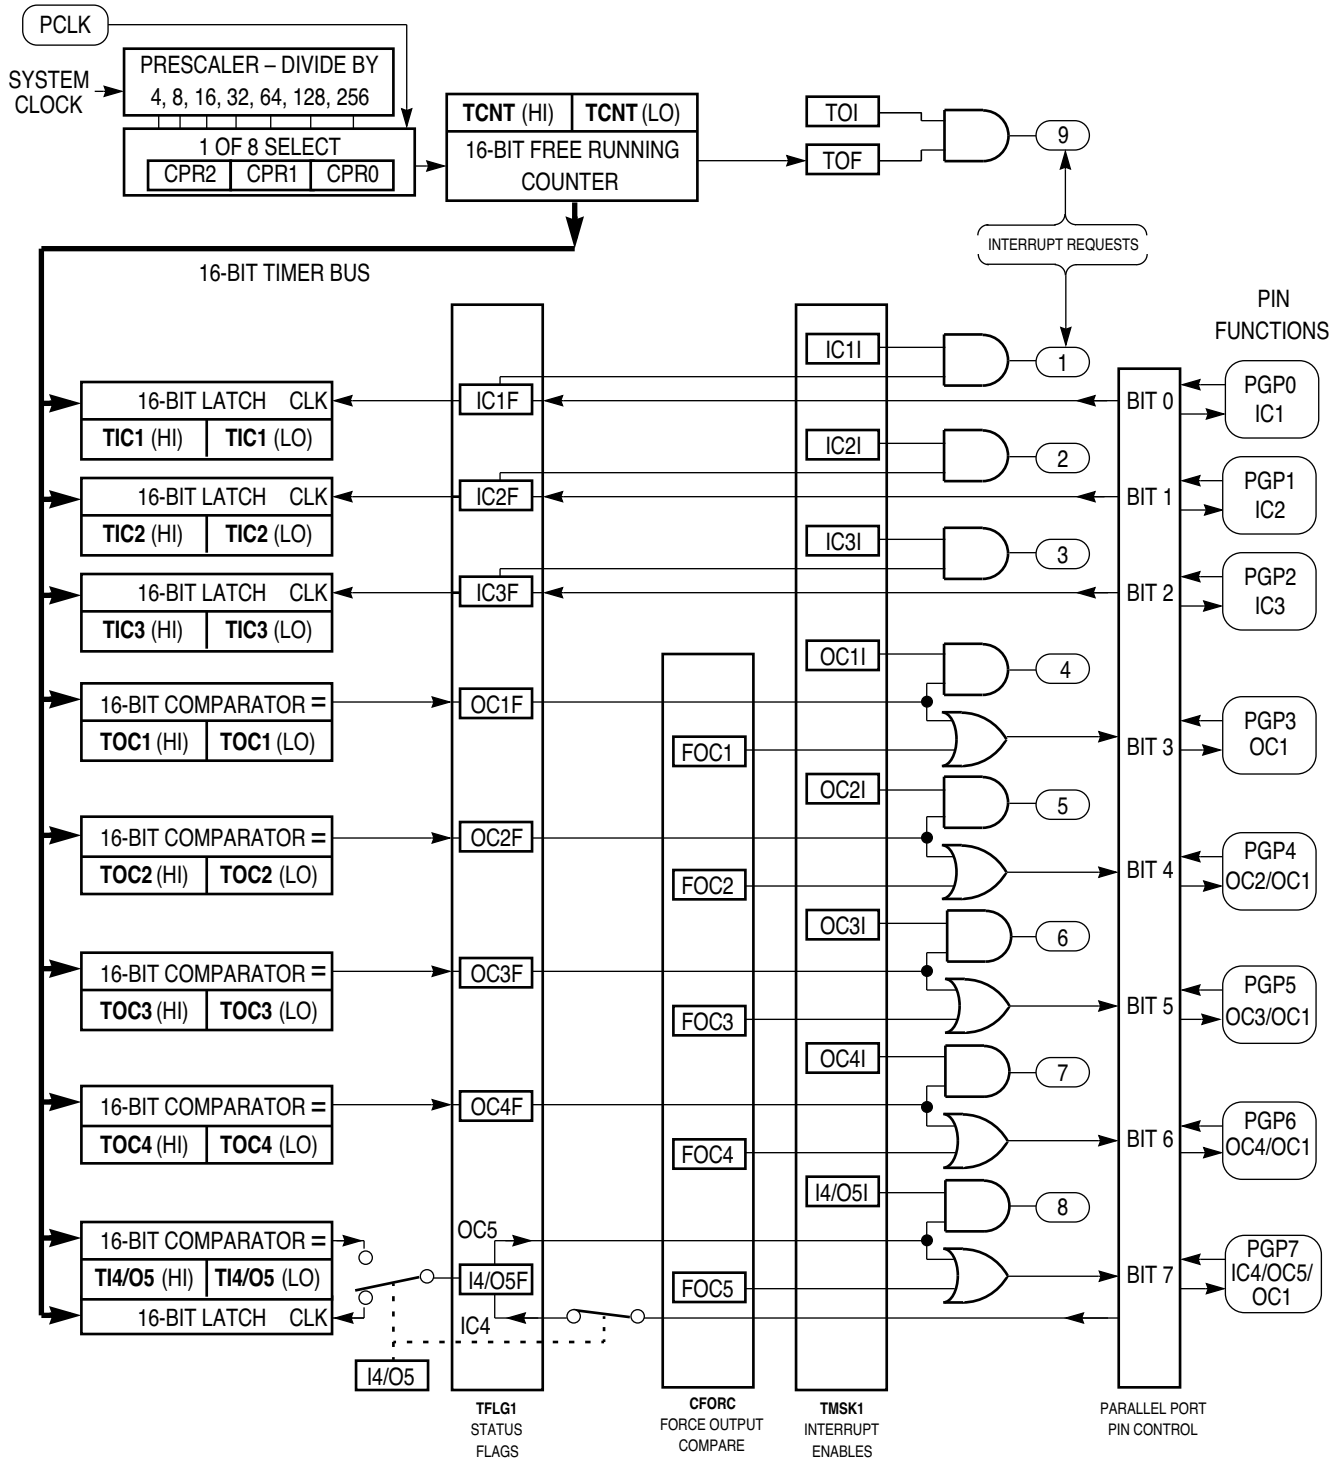 PCLK
SYSTEM
CLOCK
PRESCALER – DIVIDE BY
4, 8, 16, 32, 64, 128, 256
1 OF 8 SELECT
CPR2 CPR1 CPR0
TCNT (HI) TCNT (LO)
16-BIT FREE RUNNING
COUNTER
TOI
TOF
9
INTERRUPT REQUESTS
16-BIT TIMER BUS
PIN
FUNCTIONS
IC1I
1
16-BIT LATCH CLK
TIC1 (HI) TIC1 (LO)
IC1F
BIT 0
PGP0
IC1
IC2I
2
16-BIT LATCH CLK
TIC2 (HI) TIC2 (LO)
IC2F
BIT 1
PGP1
IC2
IC3I
3
16-BIT LATCH CLK
TIC3 (HI) TIC3 (LO)
IC3F
BIT 2
PGP2
IC3
OC1I
4
16-BIT COMPARATOR =
TOC1 (HI) TOC1 (LO)
OC1F
FOC1
BIT 3
PGP3
OC1
OC2I
5
16-BIT COMPARATOR =
TOC2 (HI) TOC2 (LO)
OC2F
FOC2
BIT 4
PGP4
OC2/OC1
OC3I
6
16-BIT COMPARATOR =
TOC3 (HI) TOC3 (LO)
OC3F
FOC3
BIT 5
PGP5
OC3/OC1
OC4I
7
16-BIT COMPARATOR =
TOC4 (HI) TOC4 (LO)
OC4F
FOC4
BIT 6
PGP6
OC4/OC1
I4/O5I
8
16-BIT COMPARATOR =
TI4/O5 (HI) TI4/O5 (LO)
16-BIT LATCH CLK
OC5
I4/O5F
IC4
FOC5
BIT 7
PGP7
IC4/OC5/
OC1
I4/O5
TFLG1
STATUS
FLAGS
CFORC
FORCE OUTPUT
COMPARE
TMSK1
INTERRUPT
ENABLES
PARALLEL PORT
PIN CONTROL